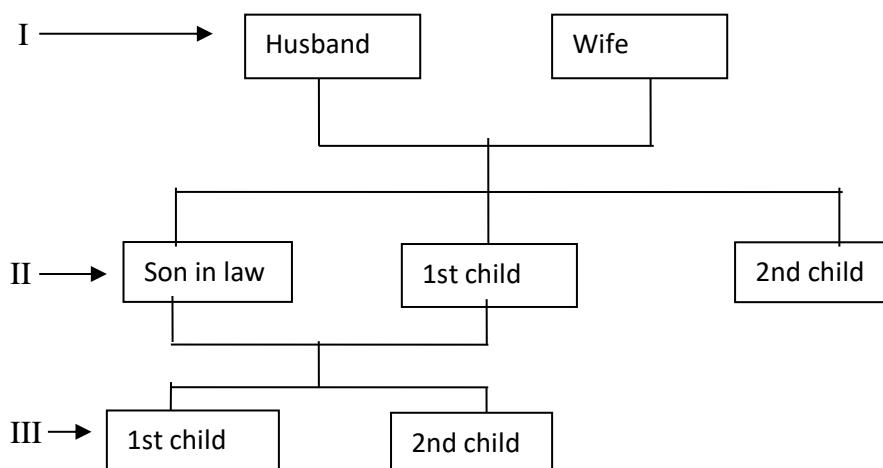 I Husband Wife
II Son in law 1st child 2nd child
III 1st child 2nd child